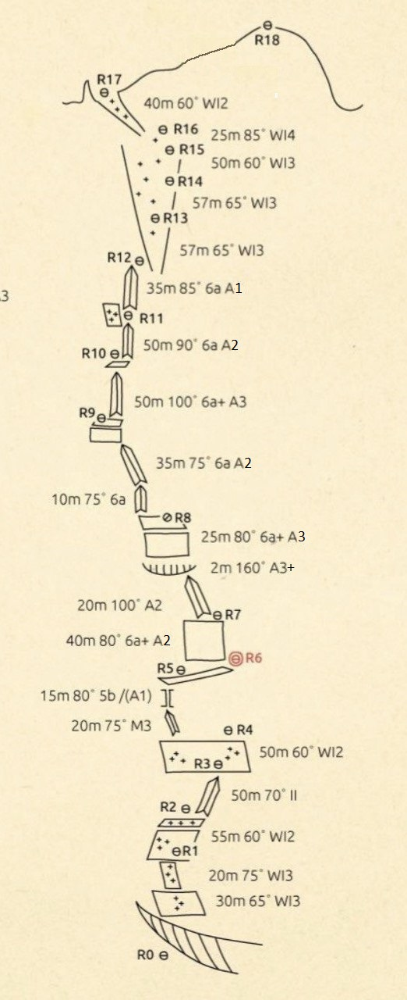 R18
R17
40m 60° WI2
R16
25m 85° WI4
R15
50m 60° WI3
R14
57m 65° WI3
R13
57m 65° WI3
R12
35m 85° 6a A1
3
R11
50m 90° 6a A2
R10
50m 100° 6a+ A3
R9
35m 75° 6a A2
10m 75° 6a
R8
25m 80° 6a+ A3
2m 160° A3+
20m 100° A2
R7
40m 80° 6a+ A2
R6
R5
15m 80° 5b /(A1)
20m 75° M3
R4
50m 60° WI2
R3
50m 70° II
R2
55m 60° WI2
R1
20m 75° WI3
30m 65° WI3
R0